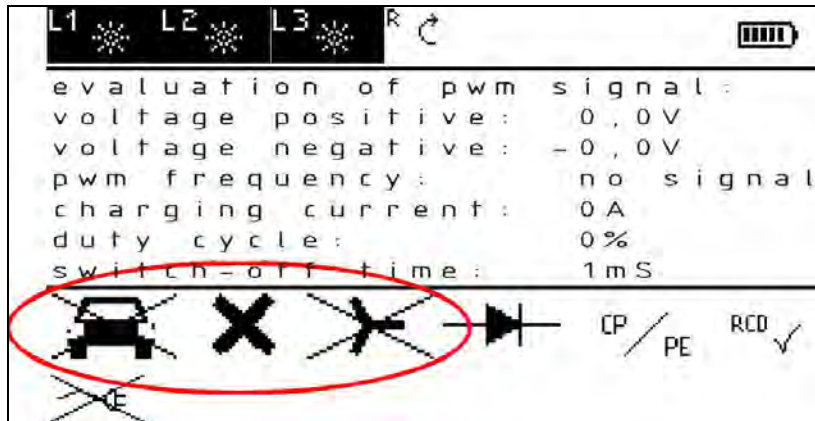 L1 L2 L3 R
evaluation of pwm signal:
voltage positive: 0,0V
voltage negative: -0,0V
pwm frequency: no signal
charging current: 0A
duty cycle: 0%
switch-off time: 1mS
CP/PE RCD